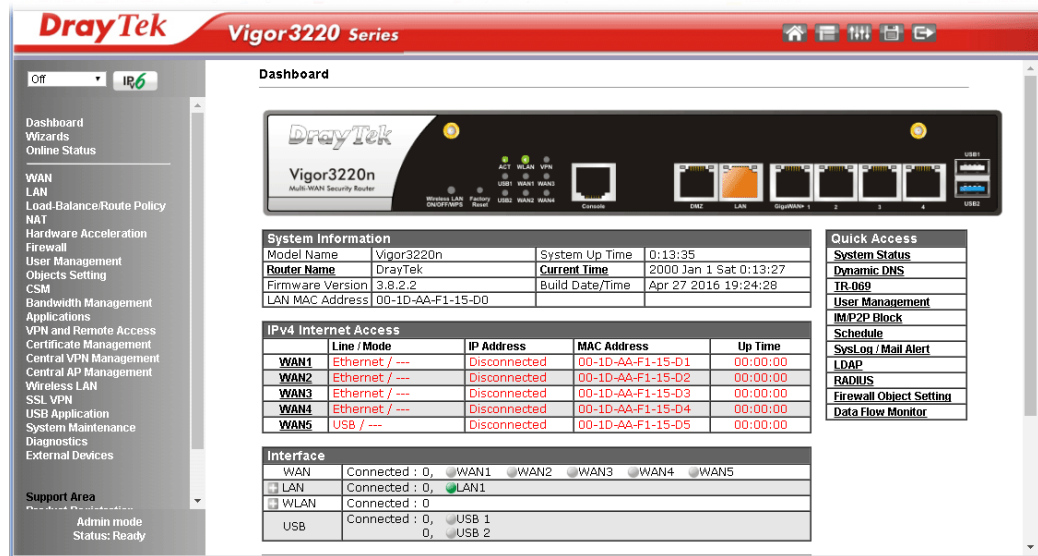 DrayTek Vigor3220 Series
Off IPv6
Dashboard
Wizards
Online Status
WAN
LAN
Load-Balance/Route Policy
NAT
Hardware Acceleration
Firewall
User Management
Objects Setting
CSM
Bandwidth Management
Applications
VPN and Remote Access
Certificate Management
Central VPN Management
Central AP Management
Wireless LAN
SSL VPN
USB Application
System Maintenance
Diagnostics
External Devices
Support Area
Admin mode
Status: Ready
Dashboard
DrayTek
Vigor3220n
Multi-WAN Security Router
Wireless LAN ON/OFF/WPS
Factory Reset
ACT WLAN VPN
USB1 WAN1 WAN3
USB2 WAN2 WAN4
Console
DMZ LAN GigaWAN 1 2 3 4
USB1
USB2
System Information
Model Name Vigor3220n System Up Time 0:13:35
Router Name DrayTek Current Time 2000 Jan 1 Sat 0:13:27
Firmware Version 3.8.2.2 Build Date/Time Apr 27 2016 19:24:28
LAN MAC Address 00-1D-AA-F1-15-D0
IPv4 Internet Access
Line / Mode IP Address MAC Address Up Time
WAN1 Ethernet / --- Disconnected 00-1D-AA-F1-15-D1 00:00:00
WAN2 Ethernet / --- Disconnected 00-1D-AA-F1-15-D2 00:00:00
WAN3 Ethernet / --- Disconnected 00-1D-AA-F1-15-D3 00:00:00
WAN4 Ethernet / --- Disconnected 00-1D-AA-F1-15-D4 00:00:00
WAN5 USB / --- Disconnected 00-1D-AA-F1-15-D5 00:00:00
Interface
WAN Connected : 0, WAN1 WAN2 WAN3 WAN4 WAN5
LAN Connected : 0, LAN1
WLAN Connected : 0
USB Connected : 0, USB 1
0, USB 2
Quick Access
System Status
Dynamic DNS
TR-069
User Management
IM/P2P Block
Schedule
SysLog / Mail Alert
LDAP
RADIUS
Firewall Object Setting
Data Flow Monitor